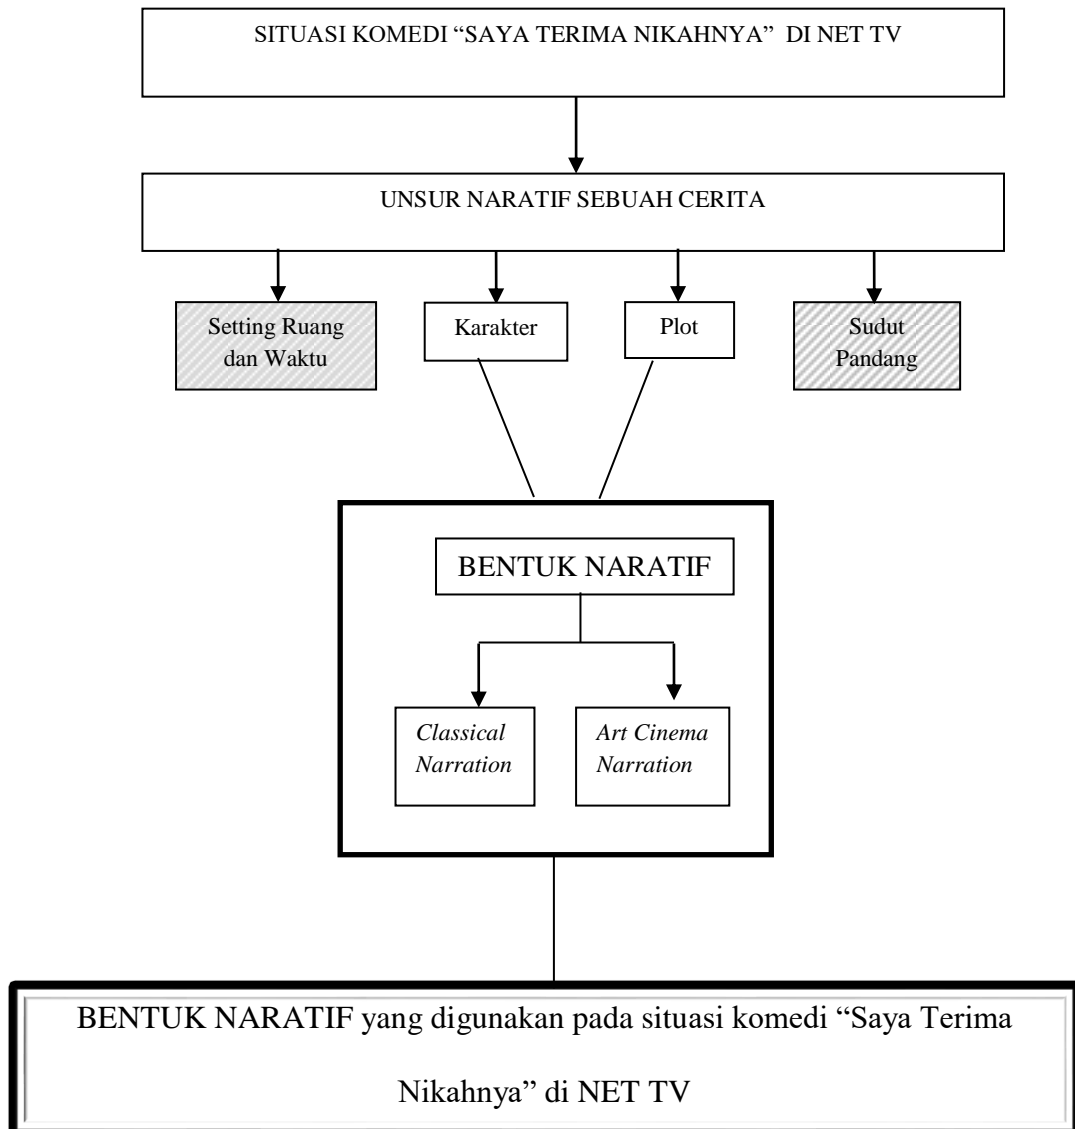 SITUASI KOMEDI “SAYA TERIMA NIKAHNYA”  DI NET TV
UNSUR NARATIF SEBUAH CERITA
Setting Ruang
dan Waktu
Karakter
Plot
Sudut
Pandang
BENTUK NARATIF
Classical
Narration
Art Cinema
Narration
BENTUK NARATIF yang digunakan pada situasi komedi “Saya Terima
Nikahnya” di NET TV